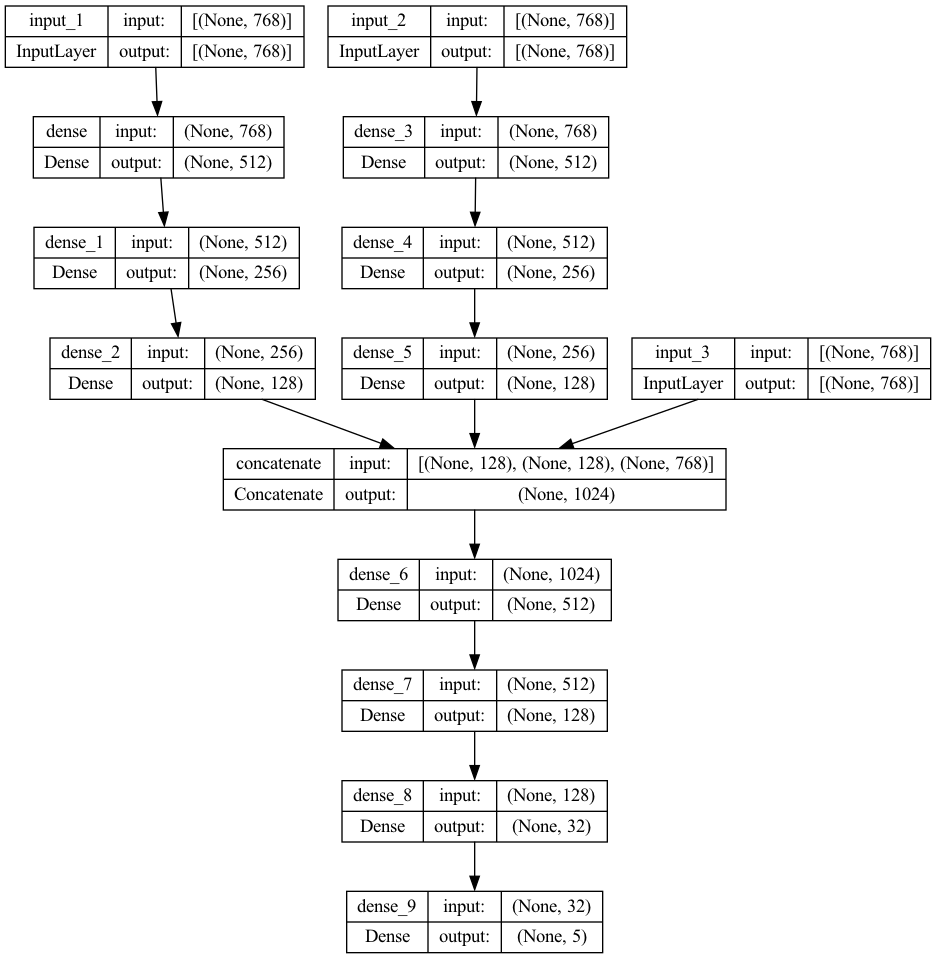 input_1 input: [(None, 768)]
InputLayer output: [(None, 768)]
input_2 input: [(None, 768)]
InputLayer output: [(None, 768)]
dense input: (None, 768)
Dense output: (None, 512)
dense_3 input: (None, 768)
Dense output: (None, 512)
dense_1 input: (None, 512)
Dense output: (None, 256)
dense_4 input: (None, 512)
Dense output: (None, 256)
dense_2 input: (None, 256)
Dense output: (None, 128)
dense_5 input: (None, 256)
Dense output: (None, 128)
input_3 input: [(None, 768)]
InputLayer output: [(None, 768)]
concatenate input: [(None, 128), (None, 128), (None, 768)]
Concatenate output: (None, 1024)
dense_6 input: (None, 1024)
Dense output: (None, 512)
dense_7 input: (None, 512)
Dense output: (None, 128)
dense_8 input: (None, 128)
Dense output: (None, 32)
dense_9 input: (None, 32)
Dense output: (None, 5)